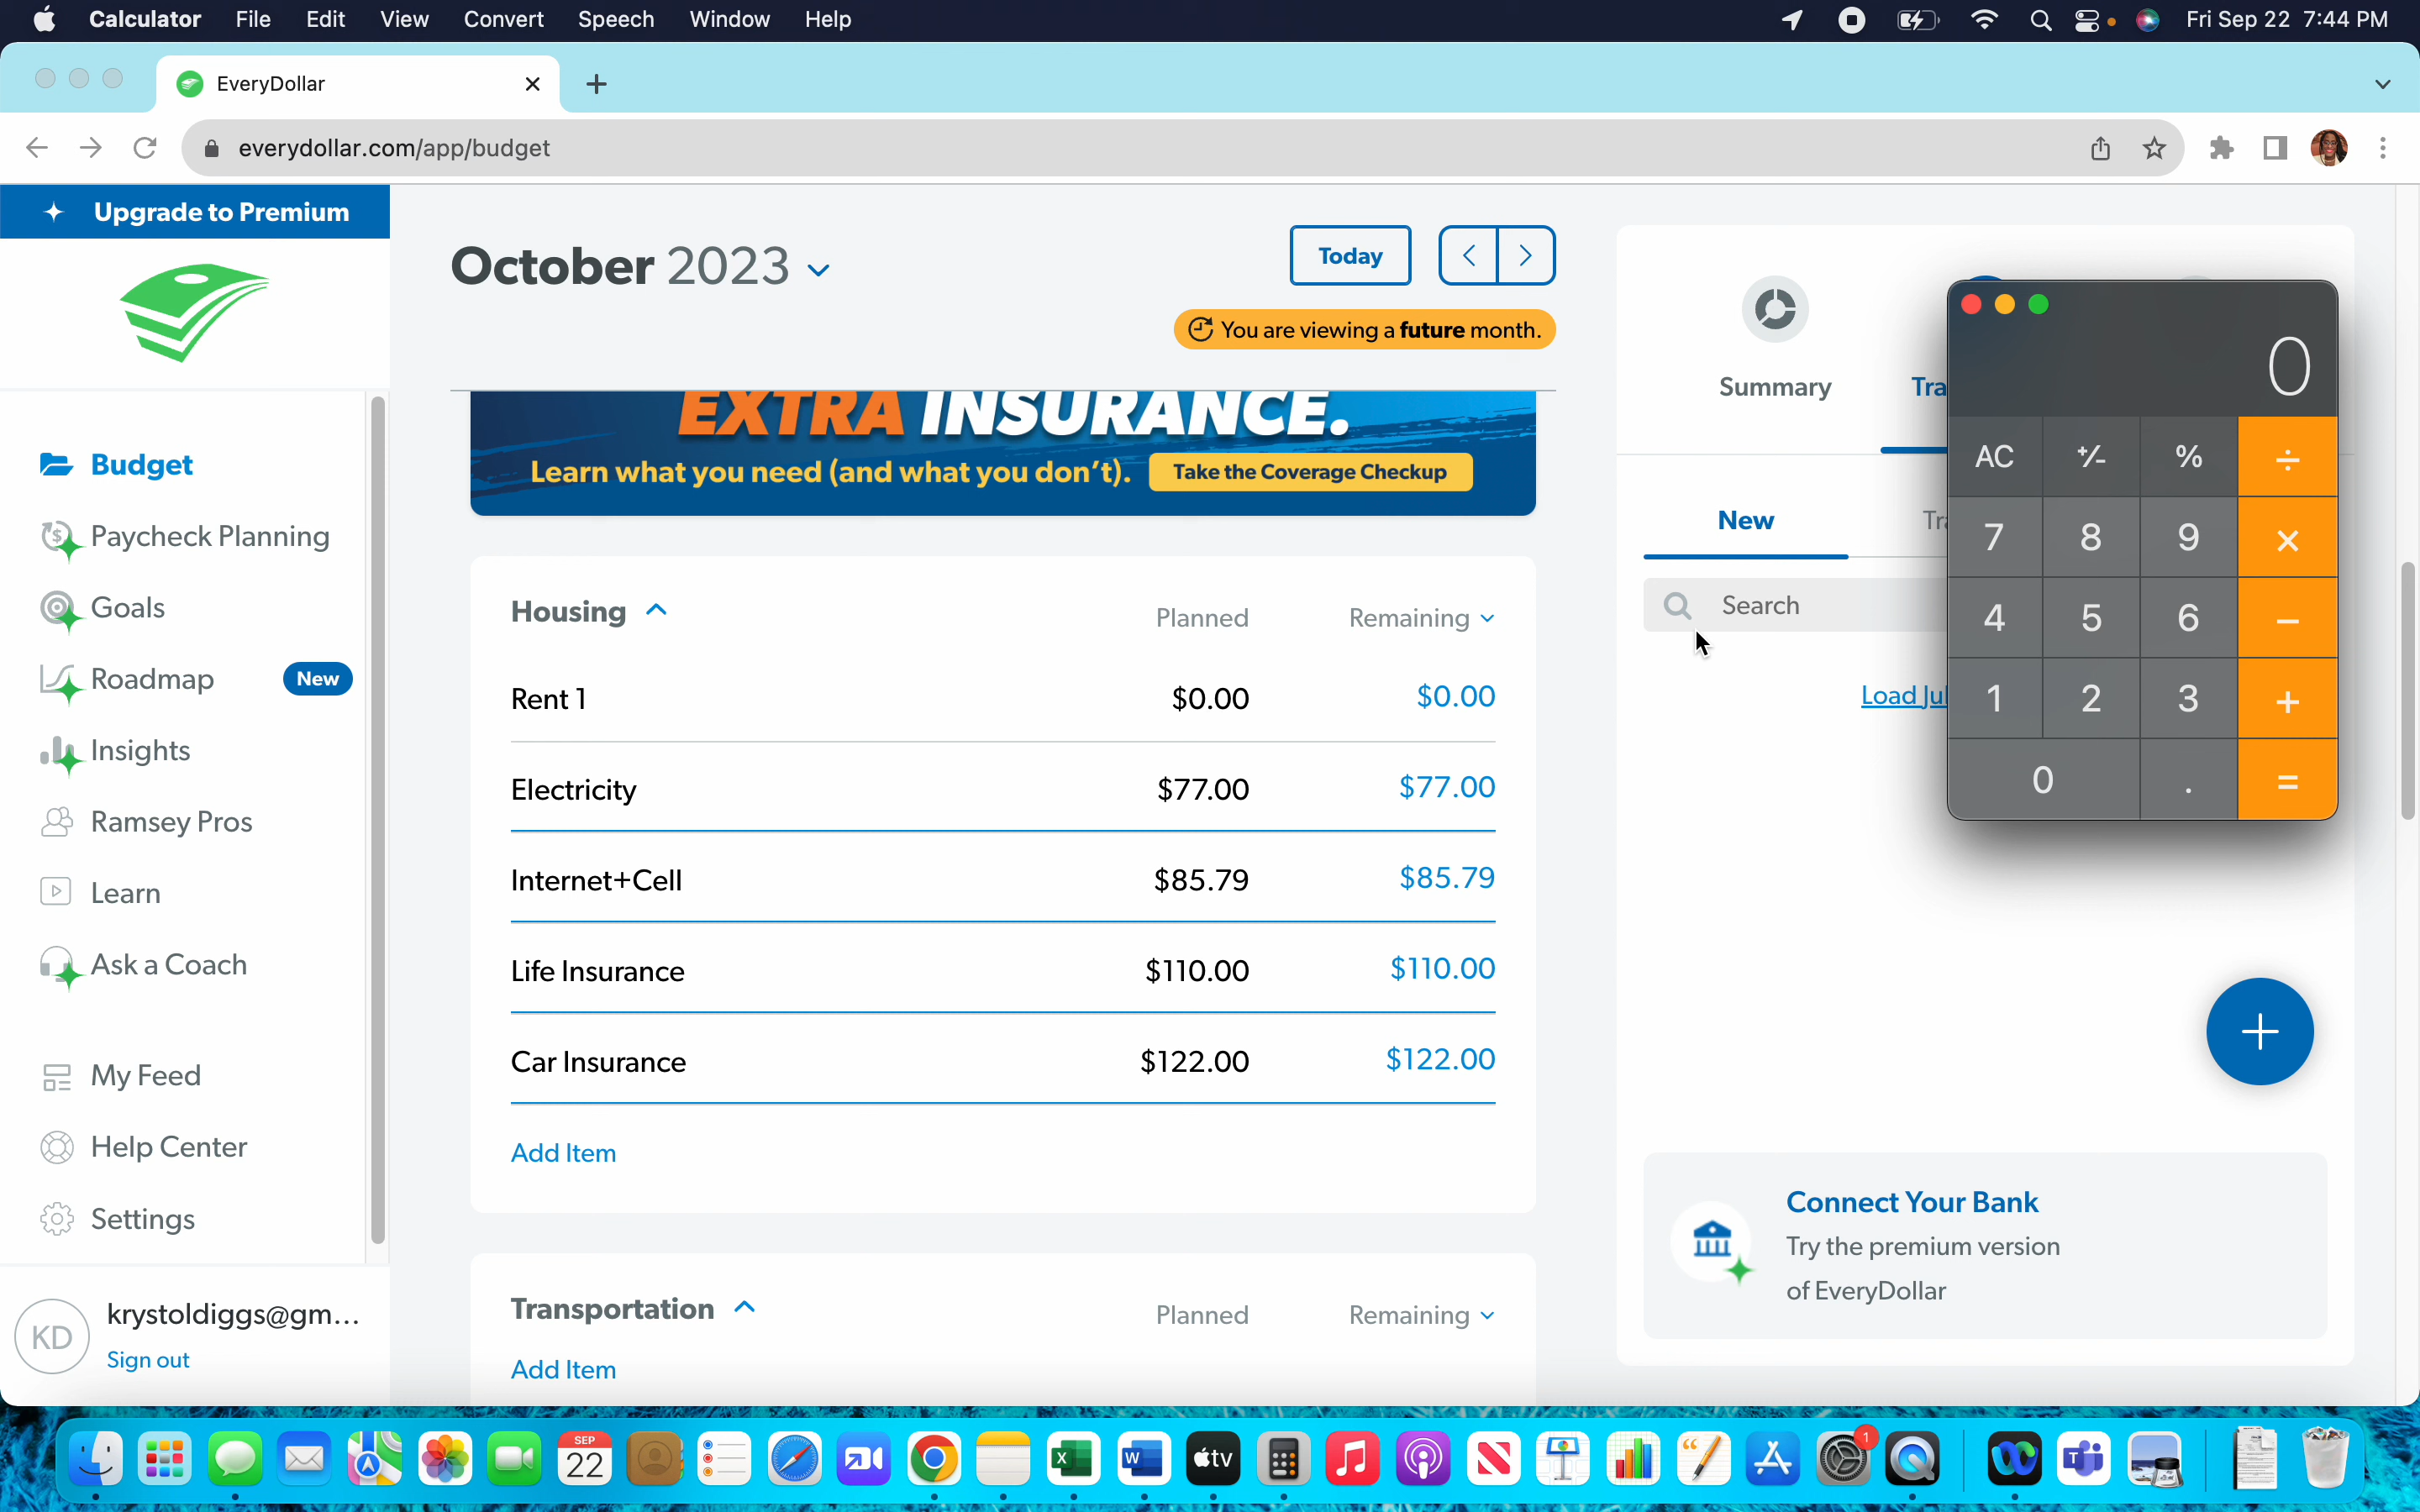 Calculator File Edit View Convert Speech Window Help Fri Sep 22 7:44 PM
EveryDollar
everydollar.com/app/budget
Upgrade to Premium
Budget
Paycheck Planning
Goals
Roadmap New
Insights
Ramsey Pros
Learn
Ask a Coach
My Feed
Help Center
Settings
KD krystoldiggs@gm...
Sign out
October 2023
Today
You are viewing a future month.
EXTRA INSURANCE.
Learn what you need (and what you don't). Take the Coverage Checkup
Housing Planned Remaining
Rent 1 $0.00 $0.00
Electricity $77.00 $77.00
Internet+Cell $85.79 $85.79
Life Insurance $110.00 $110.00
Car Insurance $122.00 $122.00
Add Item
Transportation Planned Remaining
Add Item
Summary
New
Search
Load
Connect Your Bank
Try the premium version
of EveryDollar
0
AC +⁄- % ÷
7 8 9 ×
4 5 6 −
1 2 3 +
0 . =
SEP
22
tv
1